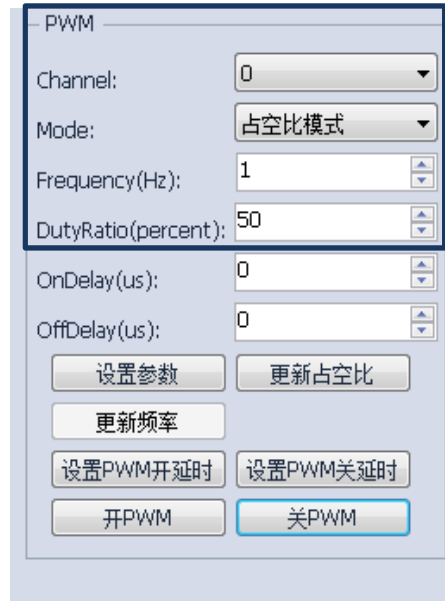 PWM
Channel: 0
Mode: 占空比模式
Frequency(Hz): 1
DutyRatio(percent): 50
OnDelay(us): 0
OffDelay(us): 0
设置参数 更新占空比
更新频率
设置PWM开延时 设置PWM关延时
开PWM 关PWM